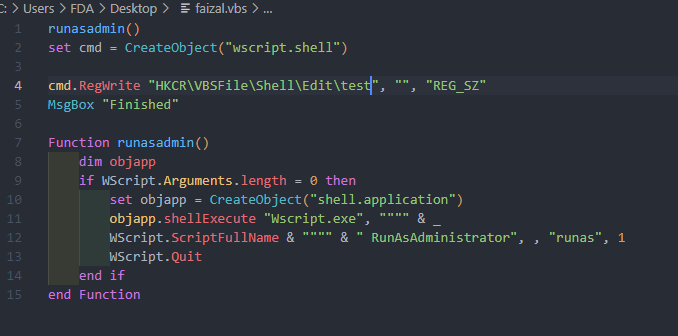 C: > Users > FDA > Desktop > faizal.vbs > ...
1 runasadmin()
2 set cmd = CreateObject("wscript.shell")
3
4 cmd.RegWrite "HKCR\VBSFile\Shell\Edit\test", "", "REG_SZ"
5 MsgBox "Finished"
6
7 Function runasadmin()
8 dim objapp
9 if WScript.Arguments.length = 0 then
10 set objapp = CreateObject("shell.application")
11 objapp.shellExecute "Wscript.exe", """" & _
12 WScript.ScriptFullName & """" & " RunAsAdministrator", , "runas", 1
13 WScript.Quit
14 end if
15 end Function